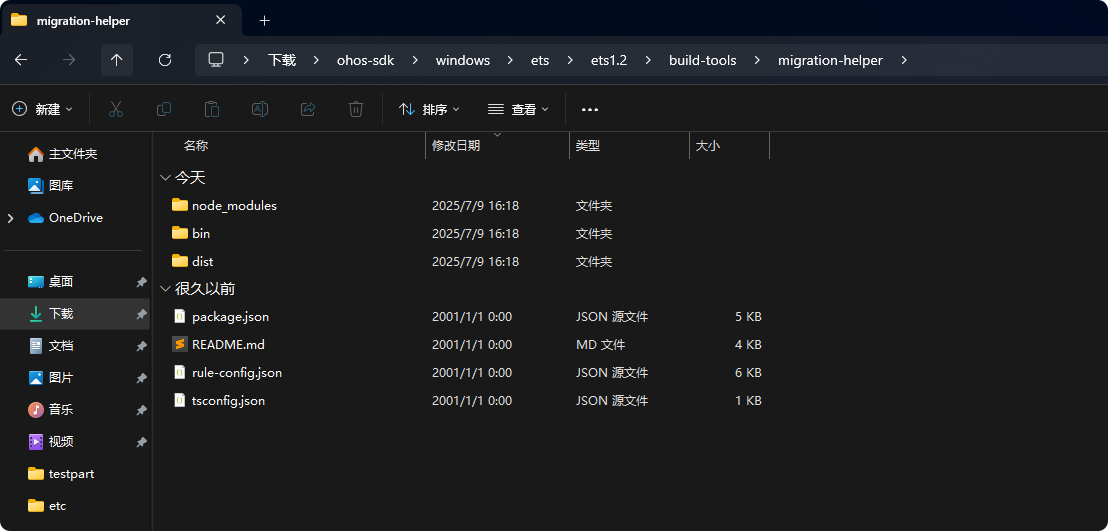 migration-helper
下载 ohos-sdk windows ets ets1.2 build-tools migration-helper
新建 排序 查看
主文件夹
图库
OneDrive
桌面
下载
文档
图片
音乐
视频
testpart
etc
名称 修改日期 类型 大小
今天
node_modules 2025/7/9 16:18 文件夹
bin 2025/7/9 16:18 文件夹
dist 2025/7/9 16:18 文件夹
很久以前
package.json 2001/1/1 0:00 JSON 源文件 5 KB
README.md 2001/1/1 0:00 MD 文件 4 KB
rule-config.json 2001/1/1 0:00 JSON 源文件 6 KB
tsconfig.json 2001/1/1 0:00 JSON 源文件 1 KB